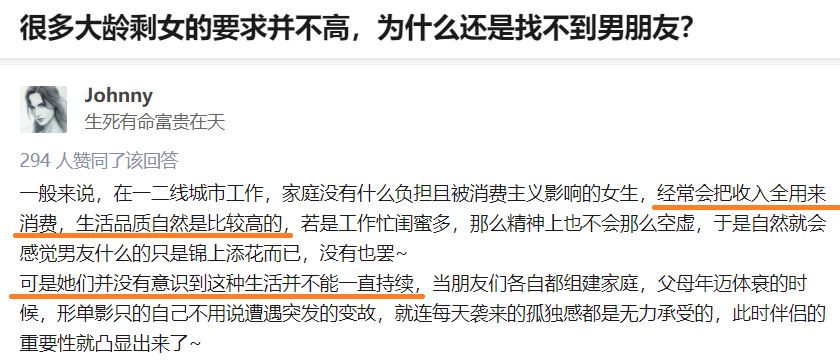 很多大龄剩女的要求并不高，为什么还是找不到男朋友？
Johnny
生死有命富贵在天
294 人赞同了该回答
一般来说，在一二线城市工作，家庭没有什么负担且被消费主义影响的女生，经常会把收入全用来
消费，生活品质自然是比较高的，若是工作忙闺蜜多，那么精神上也不会那么空虚，于是自然就会
感觉男友什么的只是锦上添花而已，没有也罢~
可是她们并没有意识到这种生活并不能一直持续，当朋友们各自都组建家庭，父母年迈体衰的时
候，形单影只的自己不用说遭遇突发的变故，就连每天袭来的孤独感都是无力承受的，此时伴侣的
重要性就凸显出来了~